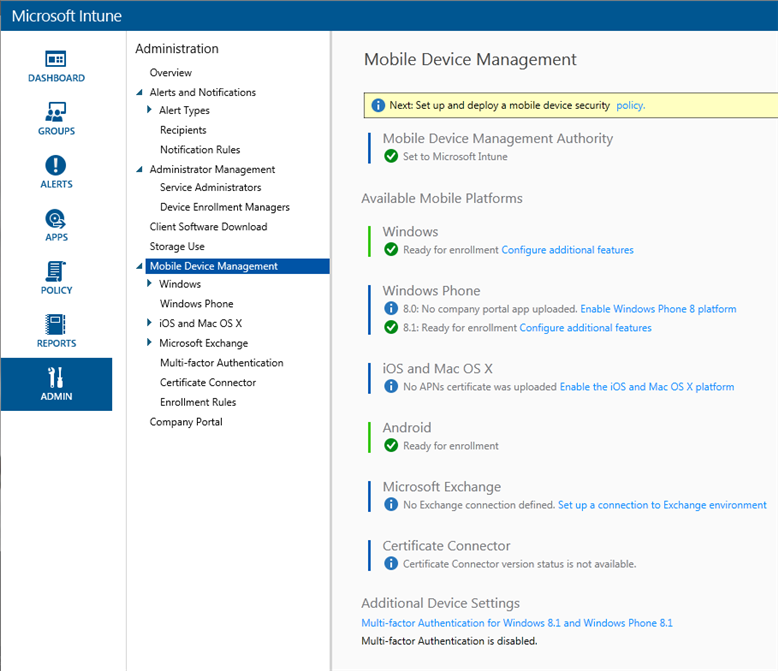 Microsoft Intune
DASHBOARD
GROUPS
ALERTS
APPS
POLICY
REPORTS
ADMIN
Administration
Overview
Alerts and Notifications
Alert Types
Recipients
Notification Rules
Administrator Management
Service Administrators
Device Enrollment Managers
Client Software Download
Storage Use
Mobile Device Management
Windows
Windows Phone
iOS and Mac OS X
Microsoft Exchange
Multi-factor Authentication
Certificate Connector
Enrollment Rules
Company Portal
Mobile Device Management
Next: Set up and deploy a mobile device security policy.
Mobile Device Management Authority
Set to Microsoft Intune
Available Mobile Platforms
Windows
Ready for enrollment Configure additional features
Windows Phone
8.0: No company portal app uploaded. Enable Windows Phone 8 platform
8.1: Ready for enrollment Configure additional features
iOS and Mac OS X
No APNs certificate was uploaded Enable the iOS and Mac OS X platform
Android
Ready for enrollment
Microsoft Exchange
No Exchange connection defined. Set up a connection to Exchange environment
Certificate Connector
Certificate Connector version status is not available.
Additional Device Settings
Multi-factor Authentication for Windows 8.1 and Windows Phone 8.1
Multi-factor Authentication is disabled.